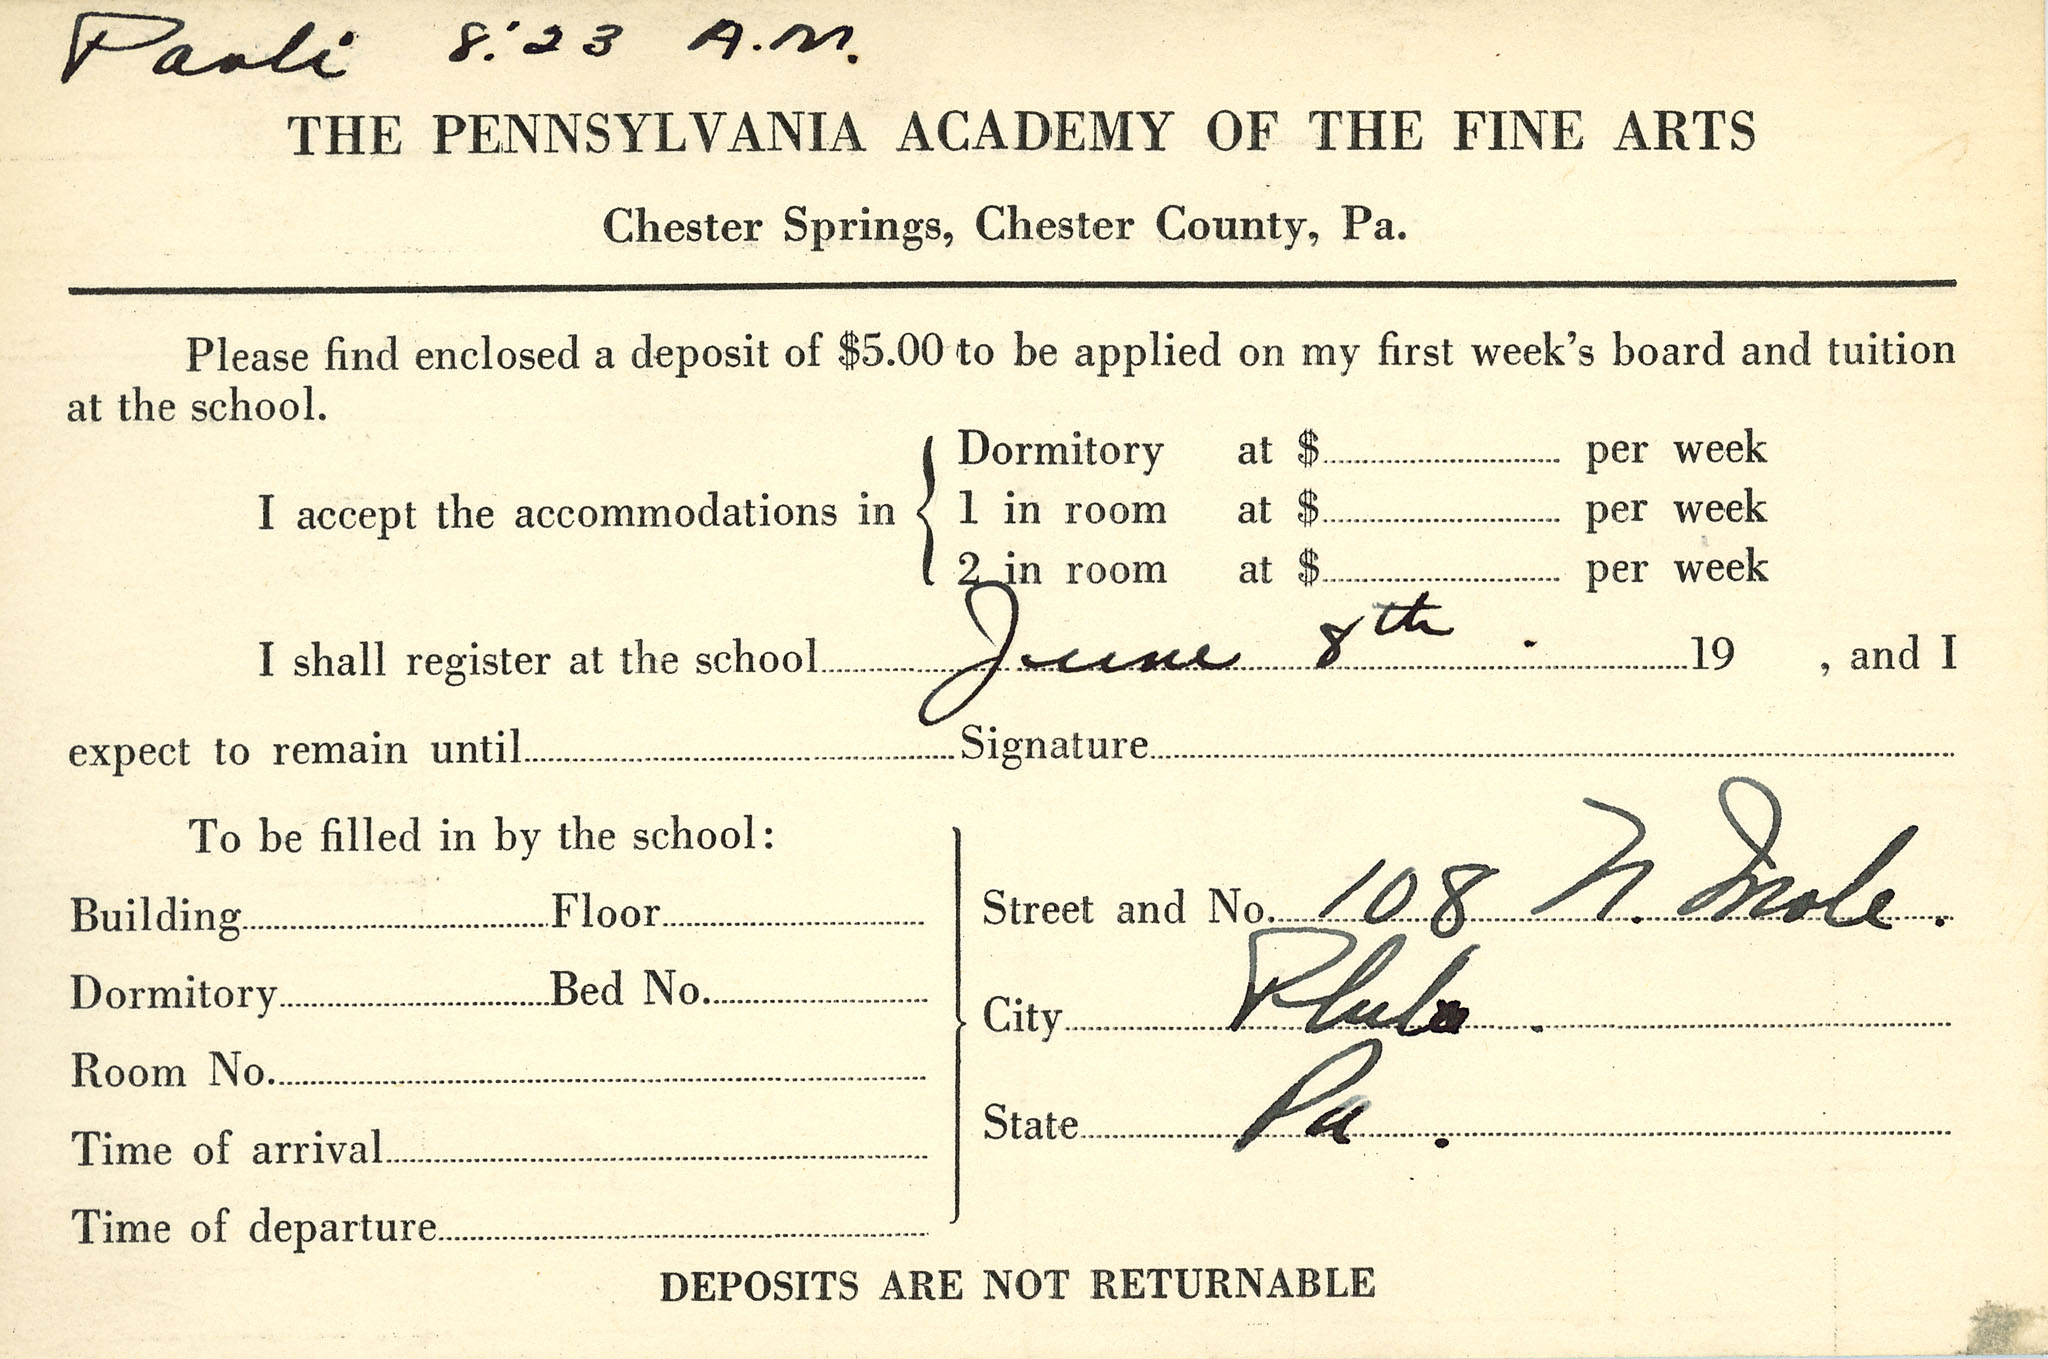 Paoli 8:23 A.M.
THE PENNSYLVANIA ACADEMY OF THE FINE ARTS
Chester Springs, Chester County, Pa.
Please find enclosed a deposit of $5.00 to be applied on my first week's board and tuition
at the school.
I accept the accommodations in { Dormitory at $.......... per week
1 in room at $.......... per week
2 in room at $.......... per week
I shall register at the school.......... June 8th ..........19 , and I
expect to remain until..........Signature..........
To be filled in by the school:
Building..........Floor..........
Dormitory..........Bed No...........
Room No...........
Time of arrival..........
Time of departure..........
Street and No. 108 N. Mole.
City Phila.
State Pa.
DEPOSITS ARE NOT RETURNABLE